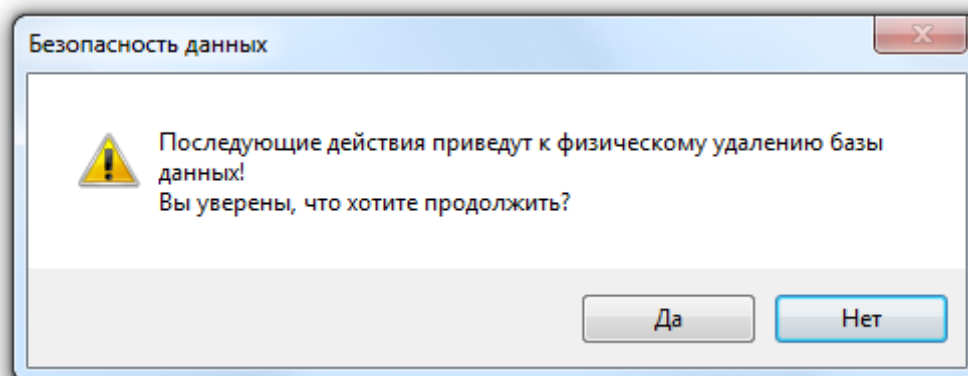 Безопасность данных
Последующие действия приведут к физическому удалению базы
данных!
Вы уверены, что хотите продолжить?
Да
Нет